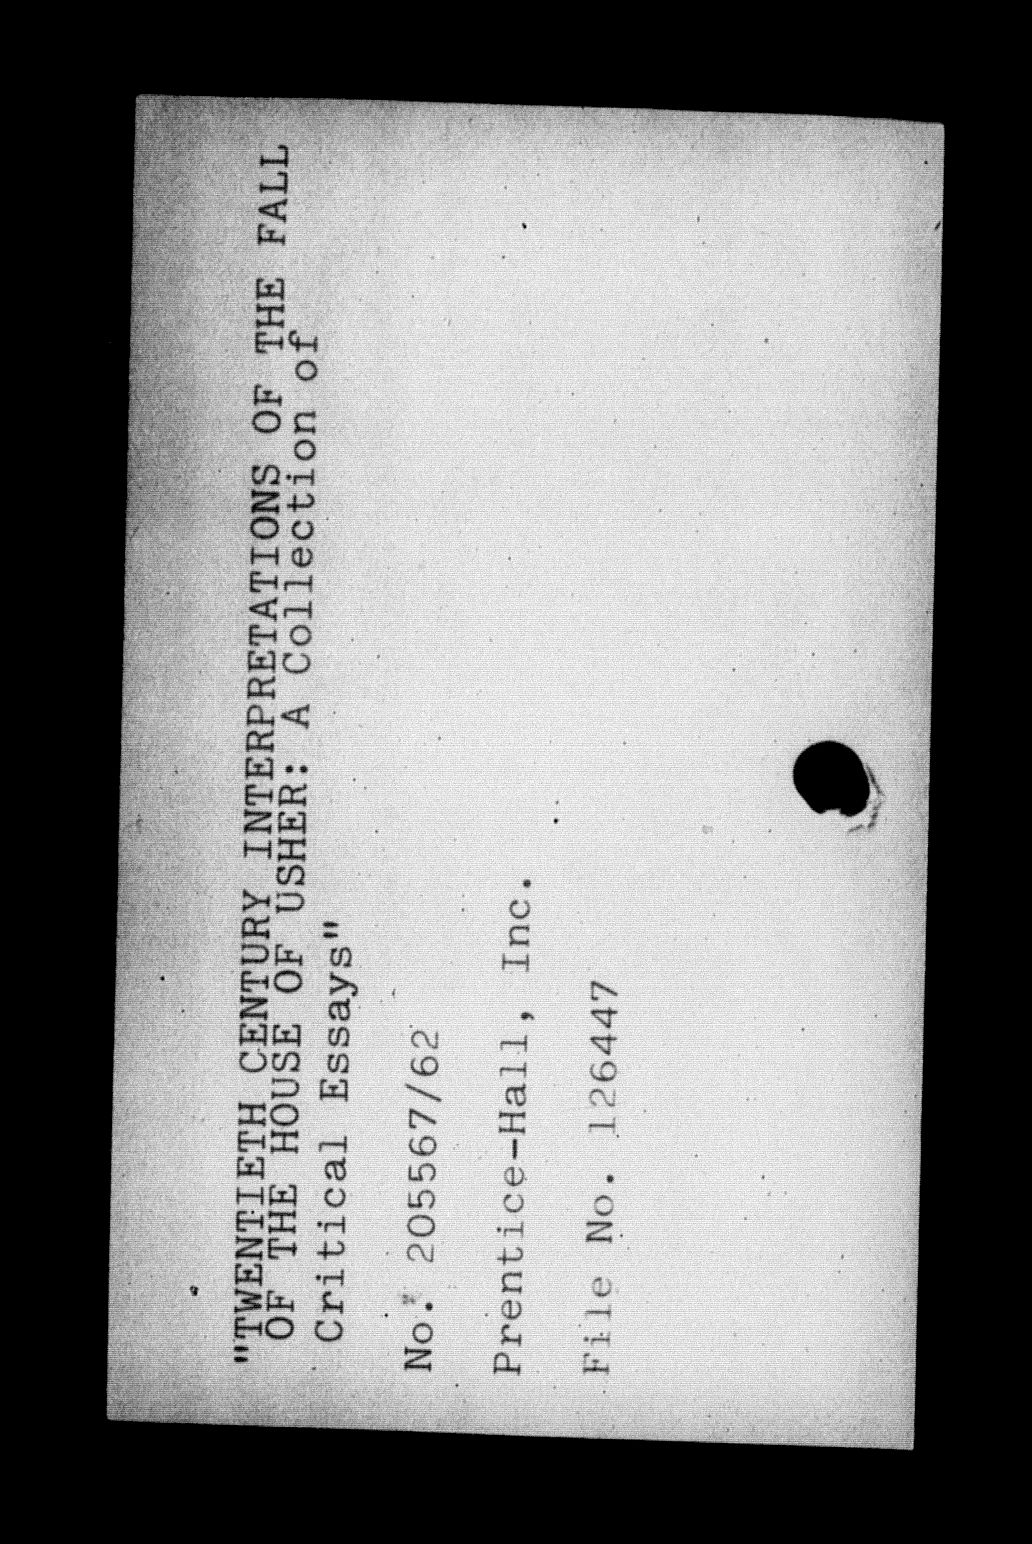 "TWENTIETH CENTURY INTERPRETATIONS OF THE FALL
OF THE HOUSE OF USHER: A Collection of
Critical Essays"
No. 205567/62
Prentice-Hall, Inc.
File No. 126447